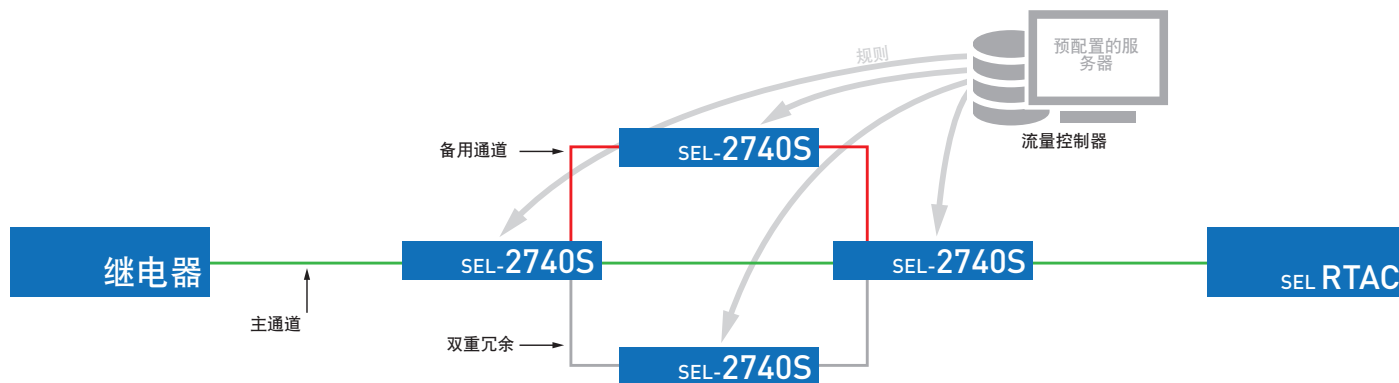 规则
预配置的服
务器
流量控制器
备用通道
SEL-2740S
继电器
SEL-2740S
SEL-2740S
SEL RTAC
主通道
双重冗余
SEL-2740S